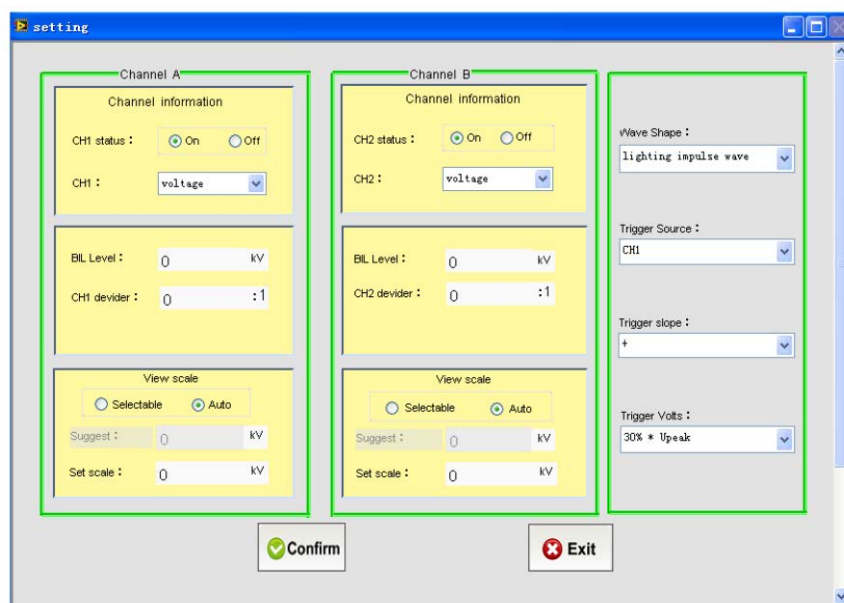 setting
Channel A
Channel information
CH1 status：
On
Off
CH1：
voltage
BIL Level：
0
kV
CH1 devider：
0
:1
View scale
Selectable
Auto
Suggest：
0
kV
Set scale：
0
kV
Channel B
Channel information
CH2 status：
On
Off
CH2：
voltage
BIL Level：
0
kV
CH2 devider：
0
:1
View scale
Selectable
Auto
Suggest：
0
kV
Set scale：
0
kV
Wave Shape：
lighting impulse wave
Trigger Source：
CH1
Trigger slope：
+
Trigger Volts：
30% * Upeak
Confirm
Exit